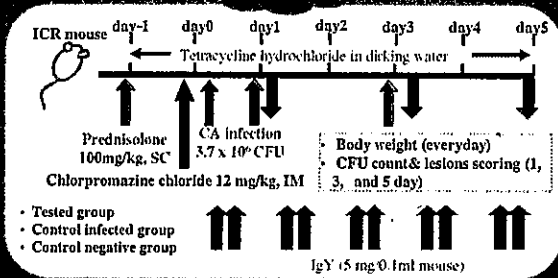 ICR mouse
day-1 day0 day1 day2 day3 day4 day5
Tetracycline hydrochloride in dirking water
Prednisolone
100mg/kg, SC
CA infection
3.7 x 10⁶ CFU
Chlorpromazine chloride 12 mg/kg, IM
• Body weight (everyday)
• CFU count& lesions scoring (1,
3, and 5 day)
• Tested group
• Control infected group
• Control negative group
IgY (5 mg/0.1ml mouse)